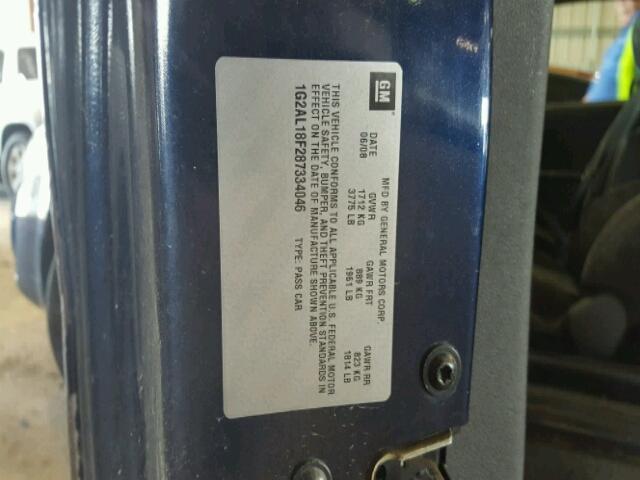 GM
MFD BY GENERAL MOTORS CORP.
DATE GVWR GAWR FRT GAWR RR
06/08 1712 KG 889 KG 823 KG
3775 LB 1961 LB 1814 LB
THIS VEHICLE CONFORMS TO ALL APPLICABLE U.S. FEDERAL MOTOR
VEHICLE SAFETY, BUMPER, AND THEFT PREVENTION STANDARDS IN
EFFECT ON THE DATE OF MANUFACTURE SHOWN ABOVE.
1G2AL18F287334046 TYPE: PASS CAR